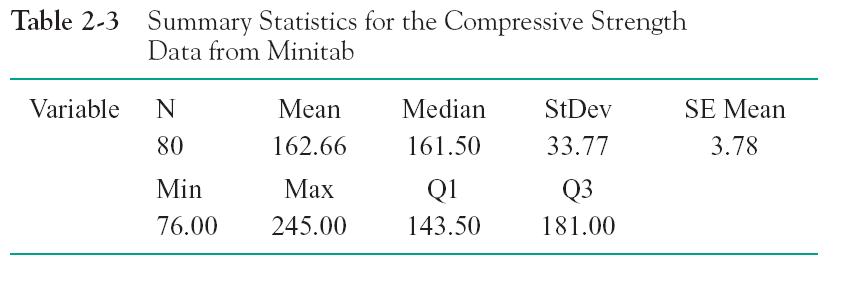 Table 2-3 Summary Statistics for the Compressive Strength
Data from Minitab
Variable N Mean Median StDev SE Mean
80 162.66 161.50 33.77 3.78
Min Max Q1 Q3
76.00 245.00 143.50 181.00